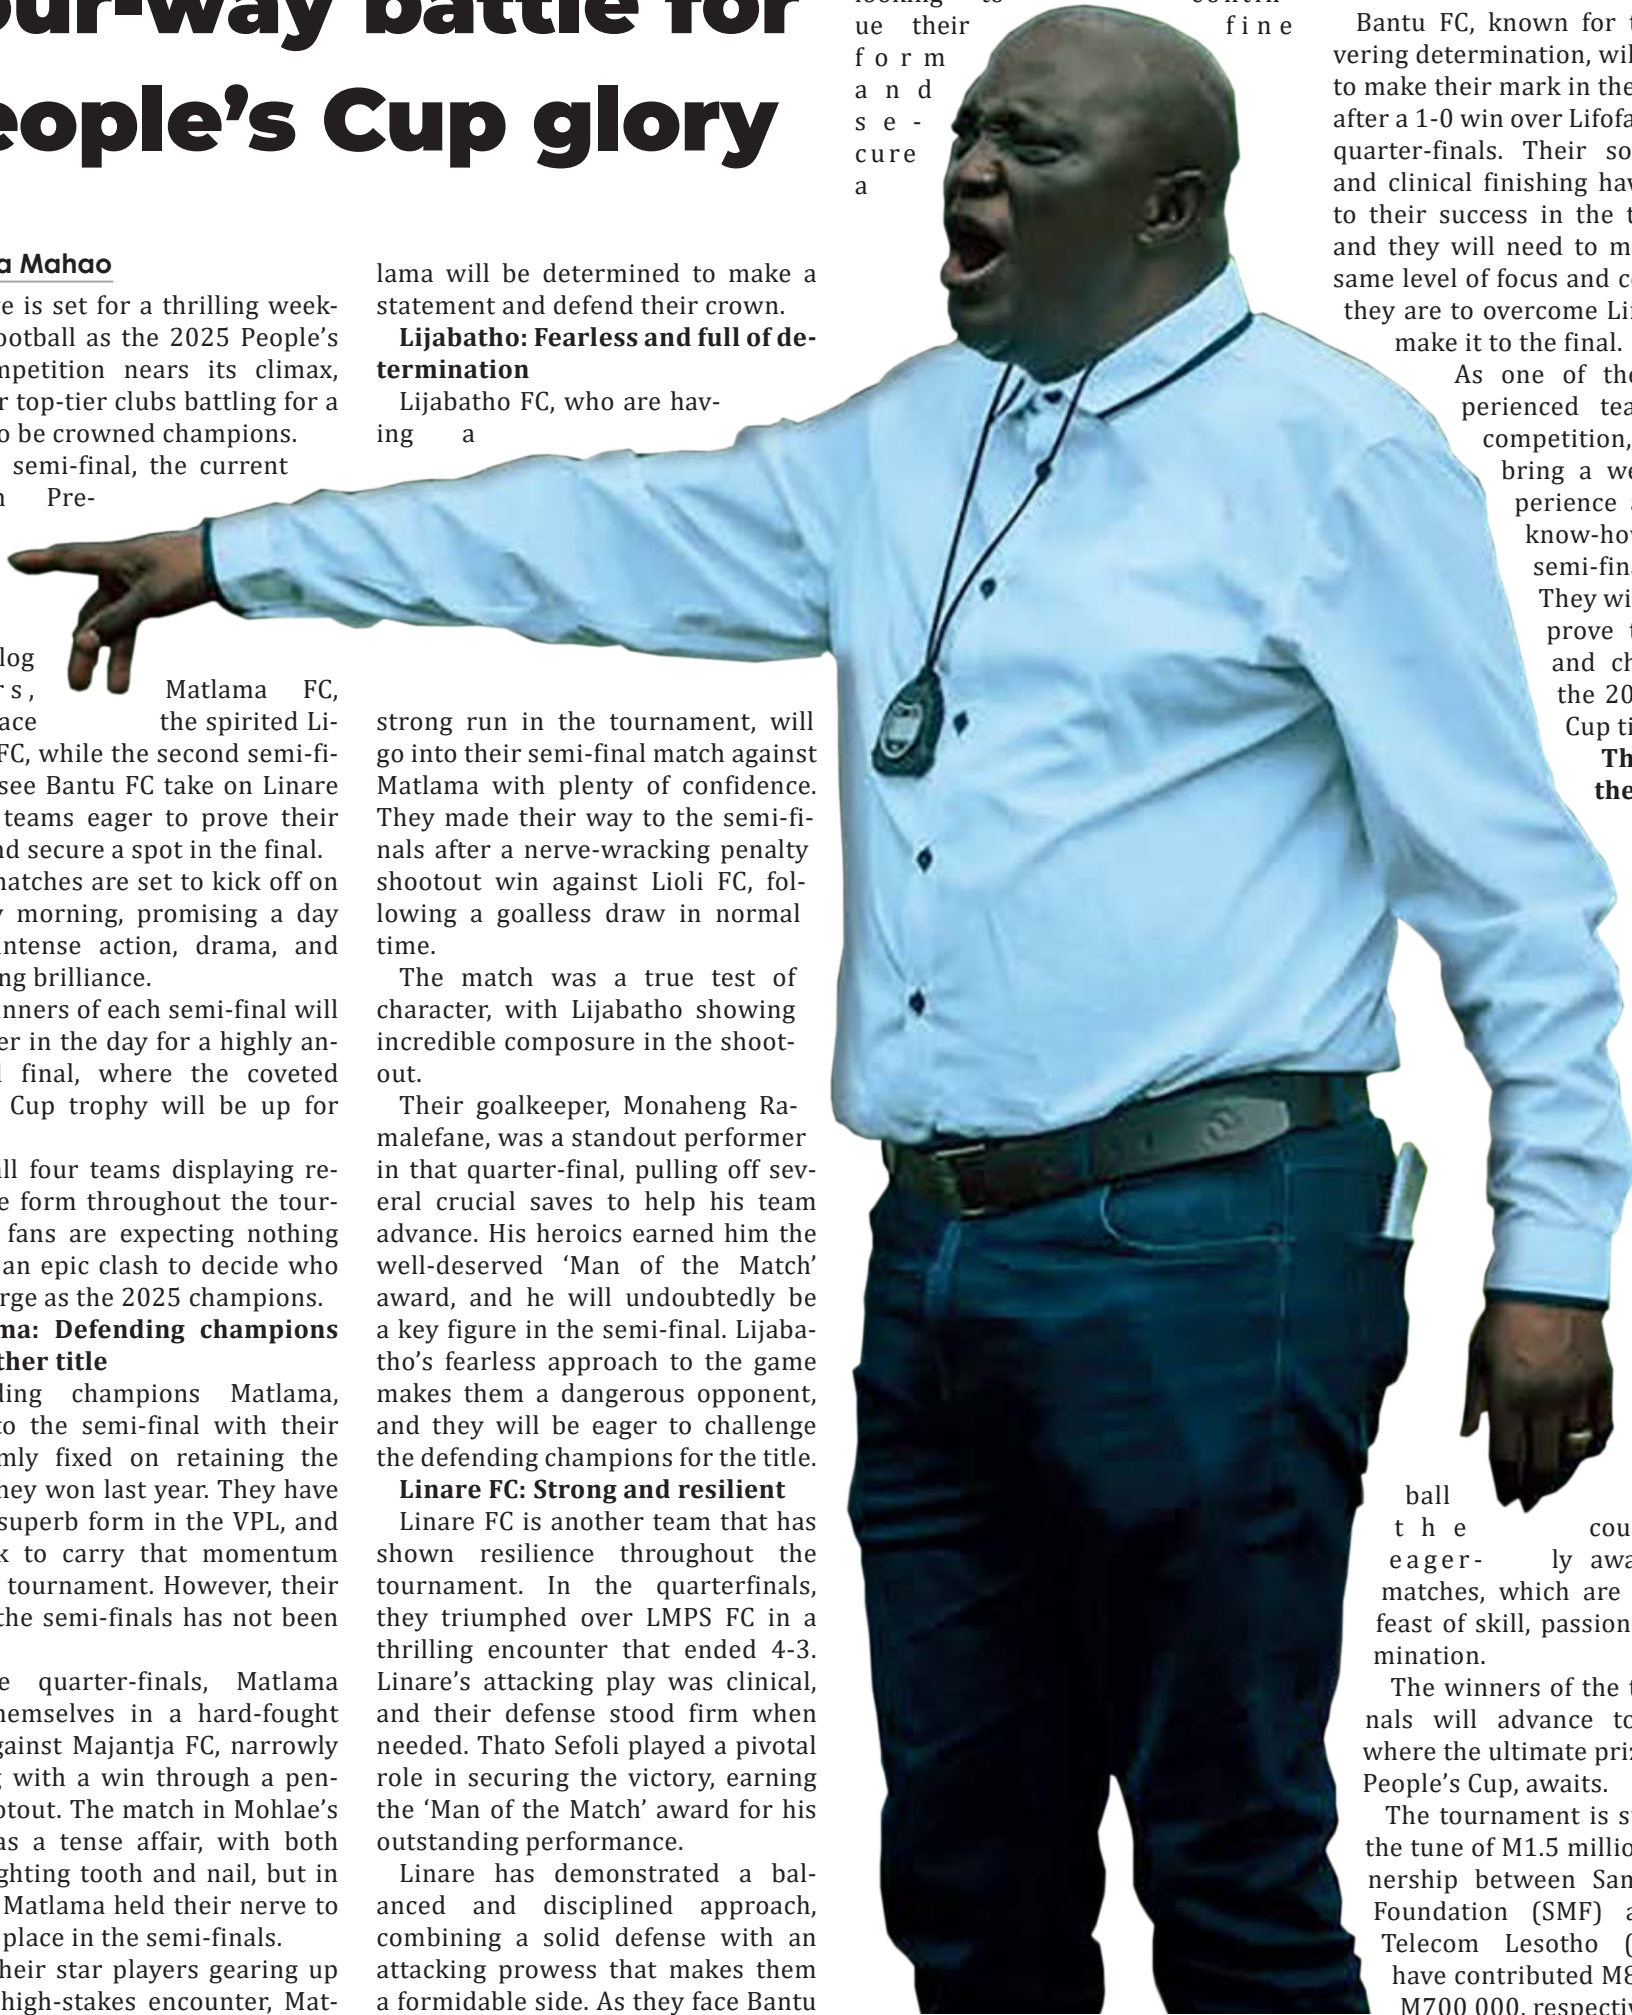 our-way battle for
eople’s Cup glory
a Mahao
e is set for a thrilling week-
ootball as the 2025 People’s
mpetition nears its climax,
r top-tier clubs battling for a
o be crowned champions.
semi-final, the current
Pre-
log
rs,
Matlama FC,
ace the spirited Li-
FC, while the second semi-fi-
see Bantu FC take on Linare
teams eager to prove their
nd secure a spot in the final.
matches are set to kick off on
y morning, promising a day
intense action, drama, and
ng brilliance.
nners of each semi-final will
er in the day for a highly an-
l final, where the coveted
Cup trophy will be up for
all four teams displaying re-
e form throughout the tour-
fans are expecting nothing
an epic clash to decide who
rge as the 2025 champions.
ma: Defending champions
ther title
ding champions Matlama,
to the semi-final with their
mly fixed on retaining the
hey won last year. They have
superb form in the VPL, and
k to carry that momentum
tournament. However, their
the semi-finals has not been
e quarter-finals, Matlama
hemselves in a hard-fought
gainst Majantja FC, narrowly
g with a win through a pen-
otout. The match in Mohlae’s
as a tense affair, with both
ghting tooth and nail, but in
Matlama held their nerve to
place in the semi-finals.
heir star players gearing up
high-stakes encounter, Mat-
lama will be determined to make a
statement and defend their crown.
Lijabatho: Fearless and full of de-
termination
Lijabatho FC, who are hav-
ing a
strong run in the tournament, will
go into their semi-final match against
Matlama with plenty of confidence.
They made their way to the semi-fi-
nals after a nerve-wracking penalty
shootout win against Lioli FC, fol-
lowing a goalless draw in normal
time.
The match was a true test of
character, with Lijabatho showing
incredible composure in the shoot-
out.
Their goalkeeper, Monaheng Ra-
malefane, was a standout performer
in that quarter-final, pulling off sev-
eral crucial saves to help his team
advance. His heroics earned him the
well-deserved ‘Man of the Match’
award, and he will undoubtedly be
a key figure in the semi-final. Lijaba-
tho’s fearless approach to the game
makes them a dangerous opponent,
and they will be eager to challenge
the defending champions for the title.
Linare FC: Strong and resilient
Linare FC is another team that has
shown resilience throughout the
tournament. In the quarterfinals,
they triumphed over LMPS FC in a
thrilling encounter that ended 4-3.
Linare’s attacking play was clinical,
and their defense stood firm when
needed. Thato Sefoli played a pivotal
role in securing the victory, earning
the ‘Man of the Match’ award for his
outstanding performance.
Linare has demonstrated a bal-
anced and disciplined approach,
combining a solid defense with an
attacking prowess that makes them
a formidable side. As they face Bantu
looking to contin-
ue their fine
form
and
se-
cure
a
Bantu FC, known for t
vering determination, wil
to make their mark in the
after a 1-0 win over Lifofa
quarter-finals. Their so
and clinical finishing hav
to their success in the t
and they will need to m
same level of focus and c
they are to overcome Lin
make it to the final.
As one of the
perienced tea
competition,
bring a we
perience a
know-how
semi-fina
They wi
prove t
and ch
the 20
Cup ti
Th
the
ball
the cou
eager- ly awa
matches, which are
feast of skill, passion
mination.
The winners of the t
nals will advance to
where the ultimate priz
People’s Cup, awaits.
The tournament is s
the tune of M1.5 millio
nership between Sam
Foundation (SMF) a
Telecom Lesotho (
have contributed M8
M700 000, respectiv